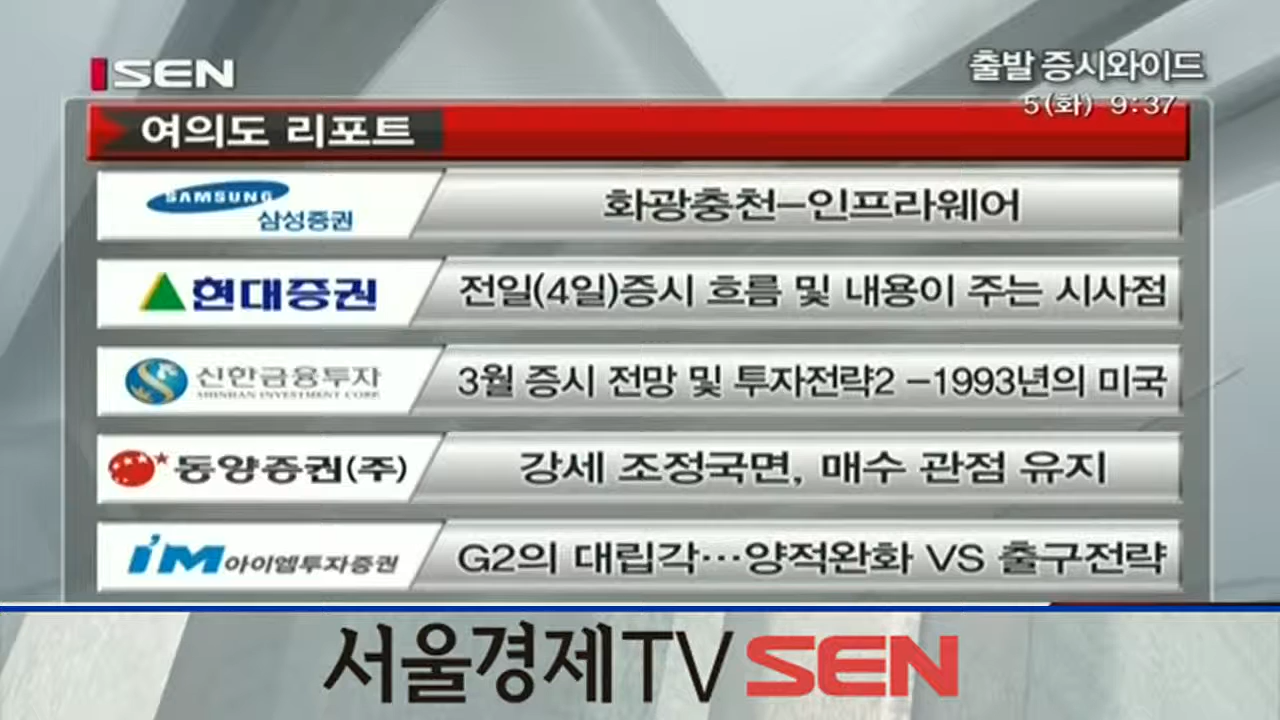 SEN
출발 증시와이드
5(화) 9:37
여의도 리포트
SAMSUNG
삼성증권
화광충천-인프라웨어
현대증권
전일(4일)증시 흐름 및 내용이 주는 시사점
신한금융투자
SHINHAN INVESTMENT CORP.
3월 증시 전망 및 투자전략2 -1993년의 미국
동양증권(주)
강세 조정국면, 매수 관점 유지
i'M 아이엠투자증권
G2의 대립각…양적완화 VS 출구전략
서울경제TV SEN